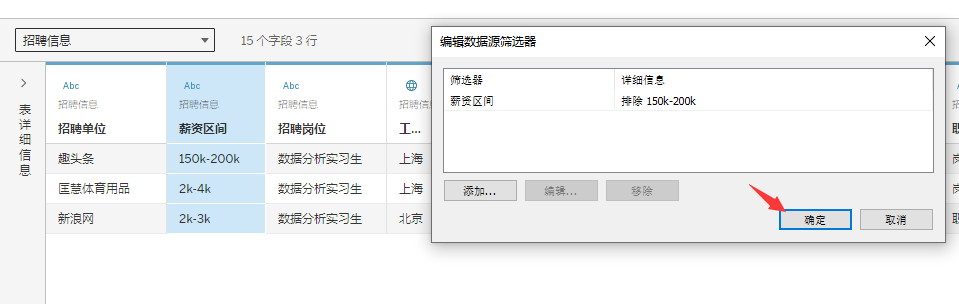 招聘信息
15 个字段 3 行
表详细信息
Abc
招聘信息
招聘单位
趣头条
匡慧体育用品
新浪网
Abc
招聘信息
薪资区间
150k-200k
2k-4k
2k-3k
Abc
招聘信息
招聘岗位
数据分析实习生
数据分析实习生
数据分析实习生
招聘信息
工...
上海
上海
北京
编辑数据源筛选器
筛选器
详细信息
薪资区间
排除 150k-200k
添加...
编辑...
移除
确定
取消